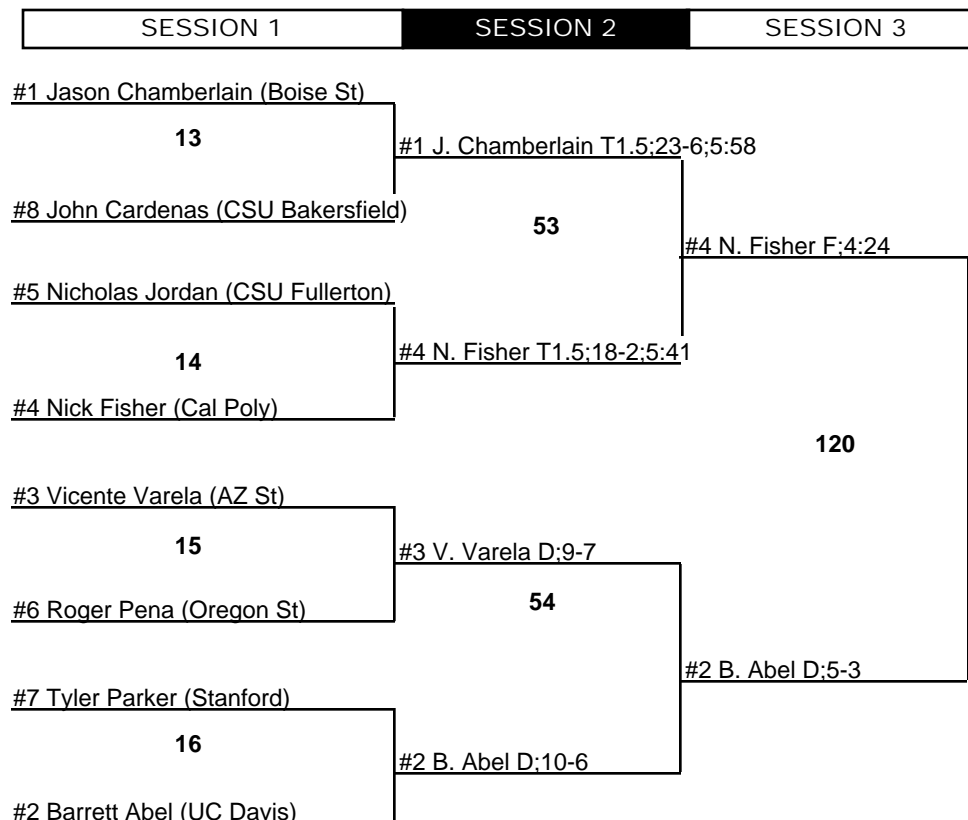 SESSION 1 SESSION 2 SESSION 3
#1 Jason Chamberlain (Boise St)
13
#1 J. Chamberlain T1.5;23-6;5:58
#8 John Cardenas (CSU Bakersfield)
53
#4 N. Fisher F;4:24
#5 Nicholas Jordan (CSU Fullerton)
14
#4 N. Fisher T1.5;18-2;5:41
#4 Nick Fisher (Cal Poly)
120
#3 Vicente Varela (AZ St)
15
#3 V. Varela D;9-7
54
#6 Roger Pena (Oregon St)
#2 B. Abel D;5-3
#7 Tyler Parker (Stanford)
16
#2 B. Abel D;10-6
#2 Barrett Abel (UC Davis)